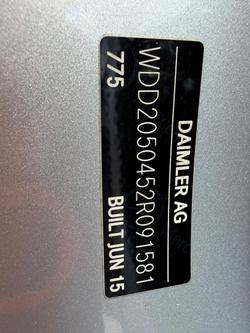 DAIMLER AG
WDD2050452R091581
775 BUILT JUN 15